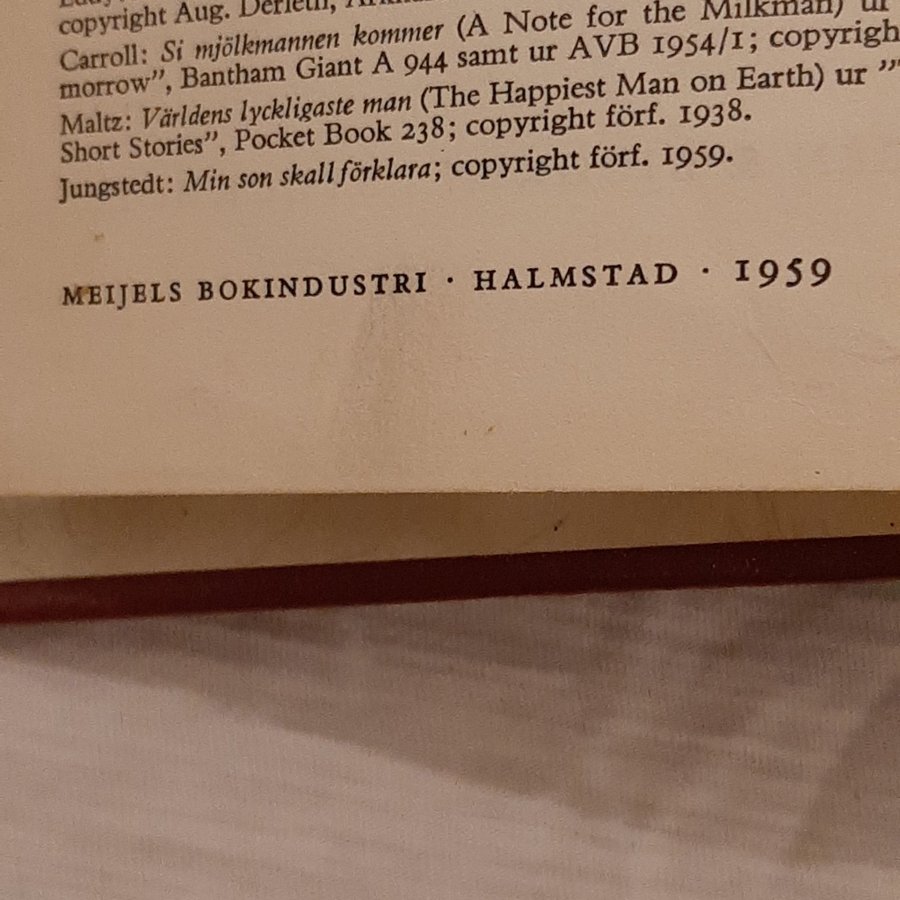 copyright Aug. Derleth,
Carroll: Si mjölkmannen kommer (A Note for the Milkman) ur
morrow”, Bantham Giant A 944 samt ur AVB 1954/1; copyrigh
Maltz: Världens lyckligaste man (The Happiest Man on Earth) ur ””
Short Stories”, Pocket Book 238; copyright förf. 1938.
Jungstedt: Min son skall förklara; copyright förf. 1959.
MEIJELS BOKINDUSTRI · HALMSTAD · 1959